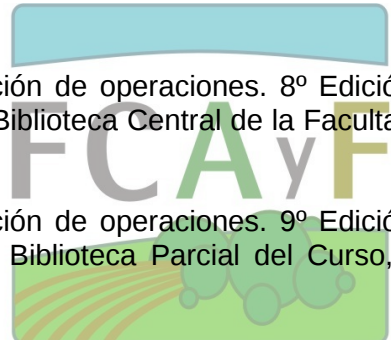 ción de operaciones. 8º Edició
Biblioteca Central de la Faculta
FCAyF
ción de operaciones. 9º Edició
Biblioteca Parcial del Curso,